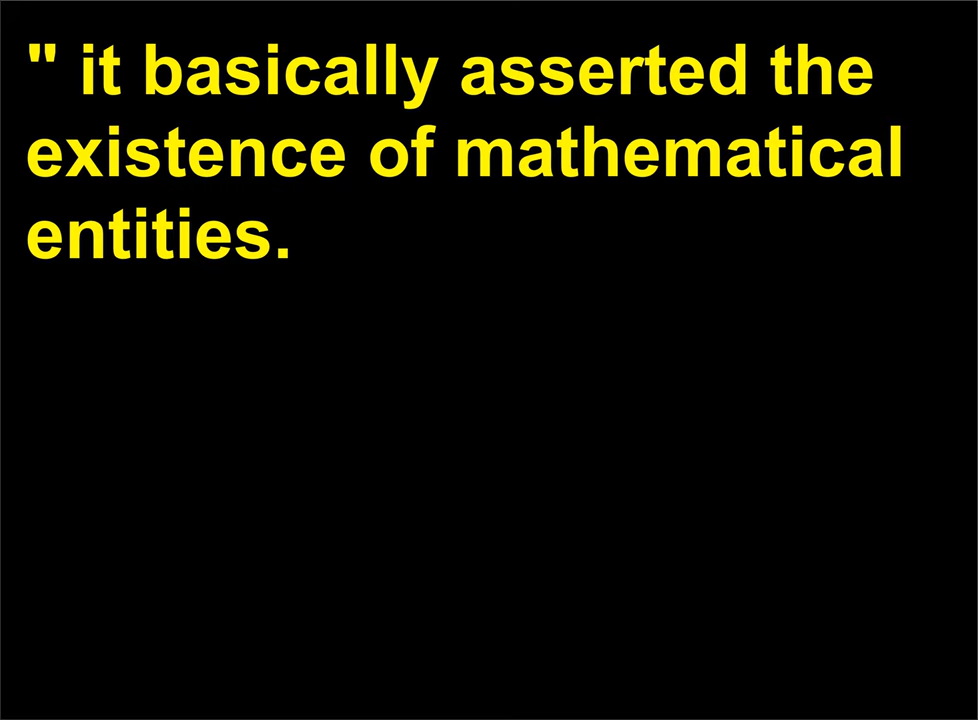 " it basically asserted the
existence of mathematical
entities.